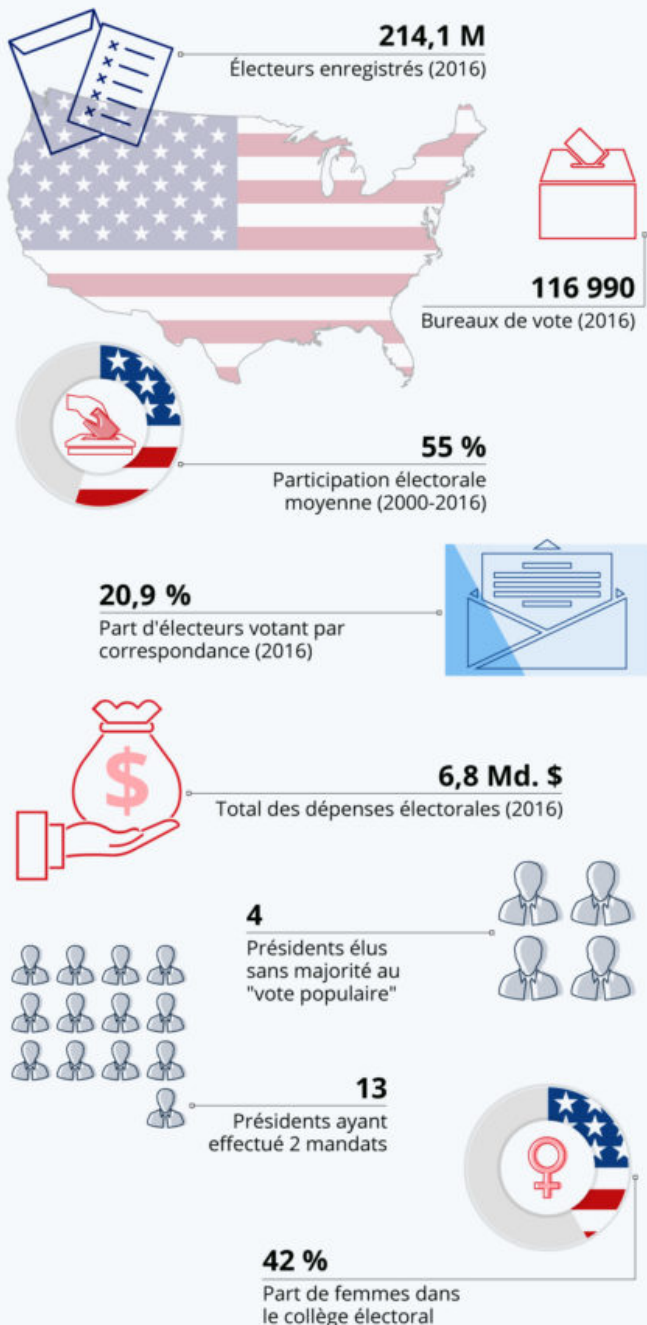 214,1 M
Électeurs enregistrés (2016)
116 990
Bureaux de vote (2016)
55 %
Participation électorale
moyenne (2000-2016)
20,9 %
Part d'électeurs votant par
correspondance (2016)
$
6,8 Md. $
Total des dépenses électorales (2016)
4
Présidents élus
sans majorité au
"vote populaire"
13
Présidents ayant
effectué 2 mandats
42 %
Part de femmes dans
le collège électoral